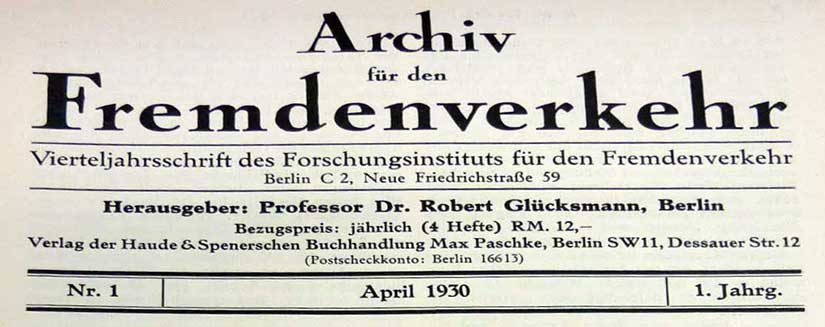 Archiv
für den
Fremdenverkehr
Vierteljahrsschrift des Forschungsinstituts für den Fremdenverkehr
Berlin C 2, Neue Friedrichstraße 59
Herausgeber: Professor Dr. Robert Glücksmann, Berlin
Bezugspreis: jährlich (4 Hefte) RM. 12,–
Verlag der Haude & Spenerschen Buchhandlung Max Paschke, Berlin SW11, Dessauer Str. 12
(Postscheckkonto: Berlin 16613)
Nr. 1 April 1930 1. Jahrg.